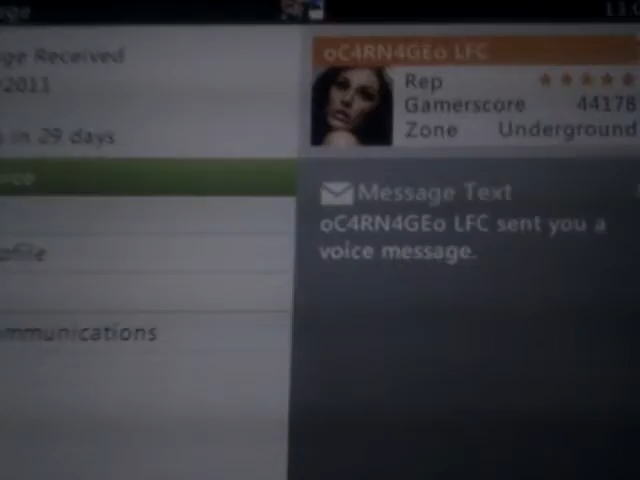 ge Received
2011
in 29 days
ofile
mmunications
oC4RN4GEo LFC
Rep
Gamerscore 44178
Zone Underground
Message Text
oC4RN4GEo LFC sent you a
voice message.